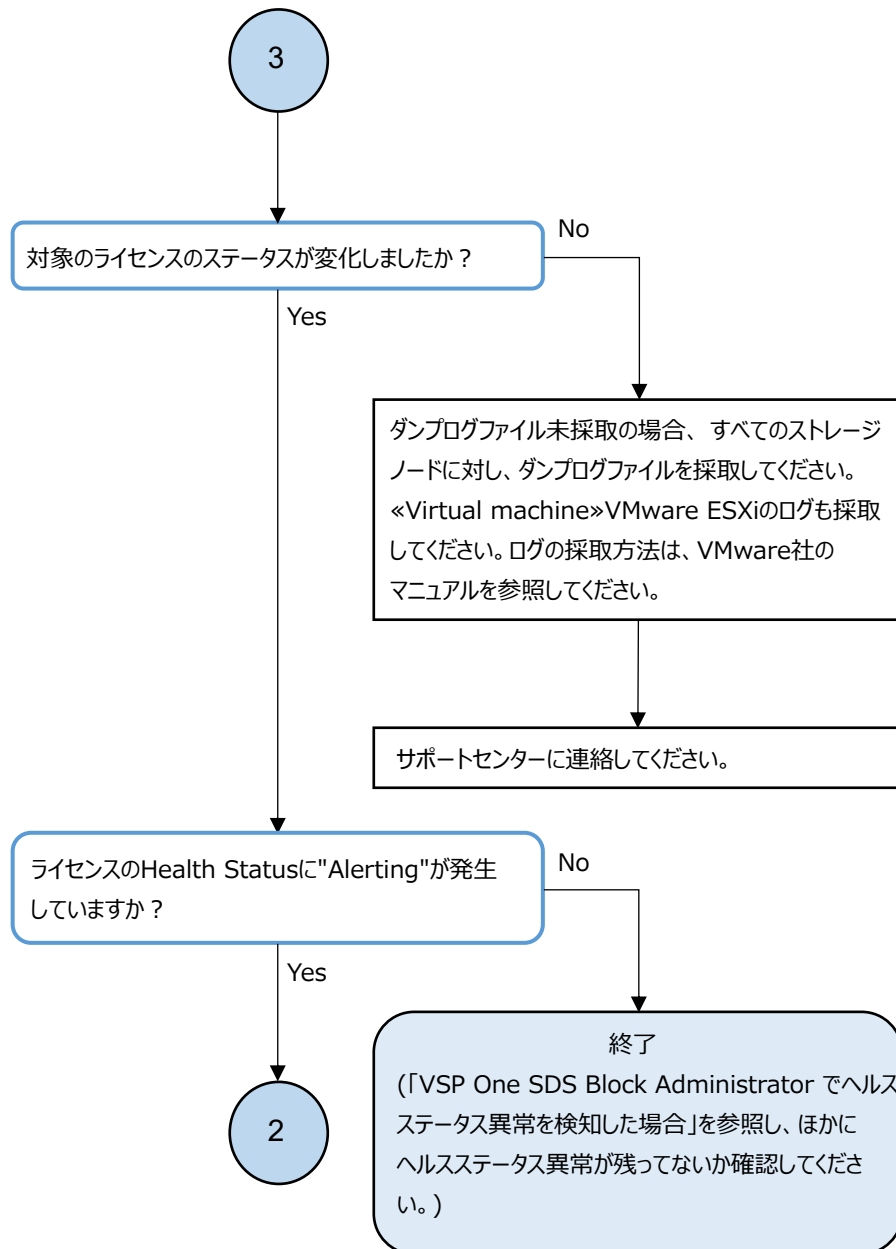 3
対象のライセンスのステータスが変化しましたか？
No
Yes
ダンプログファイル未採取の場合、すべてのストレージ
ノードに対し、ダンプログファイルを採取してください。
«Virtual machine»VMware ESXiのログも採取
してください。ログの採取方法は、VMware社の
マニュアルを参照してください。
サポートセンターに連絡してください。
ライセンスのHealth Statusに"Alerting"が発生
していますか？
No
Yes
2
終了
(「VSP One SDS Block Administrator でヘルス
ステータス異常を検知した場合」を参照し、ほかに
ヘルスステータス異常が残ってないか確認してくださ
い。)